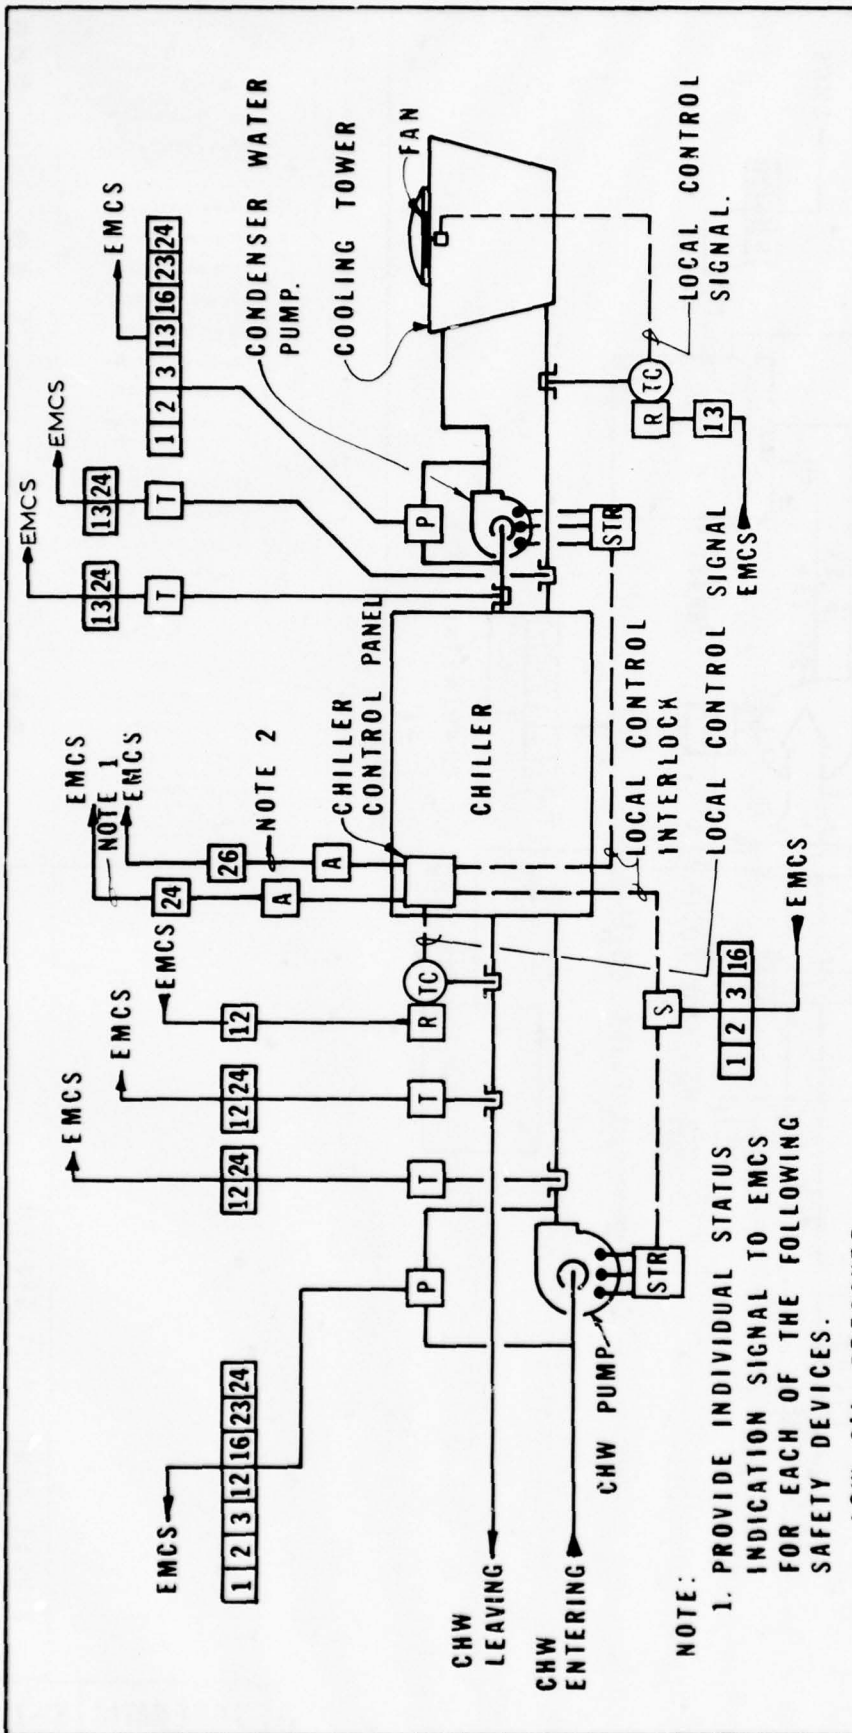 EMCS
1 2 3 12 16 23 24
P
EMCS
12 24
T
EMCS
12 24
T
EMCS
12
R
TC
EMCS
NOTE 1
24
A
EMCS
26
NOTE 2
A
CHILLER
CONTROL PANEL
EMCS
13 24
T
EMCS
13 24
T
EMCS
1 2 3 13 16 23 24
P
CONDENSER WATER
PUMP.
COOLING TOWER
FAN
CHILLER
STR
TC
R
13
EMCS
LOCAL CONTROL
SIGNAL.
LOCAL CONTROL
INTERLOCK
LOCAL CONTROL SIGNAL
S
1 2 3 16
EMCS
STR
CHW PUMP
CHW
LEAVING
CHW
ENTERING
NOTE:
1. PROVIDE INDIVIDUAL STATUS
INDICATION SIGNAL TO EMCS
FOR EACH OF THE FOLLOWING
SAFETY DEVICES.